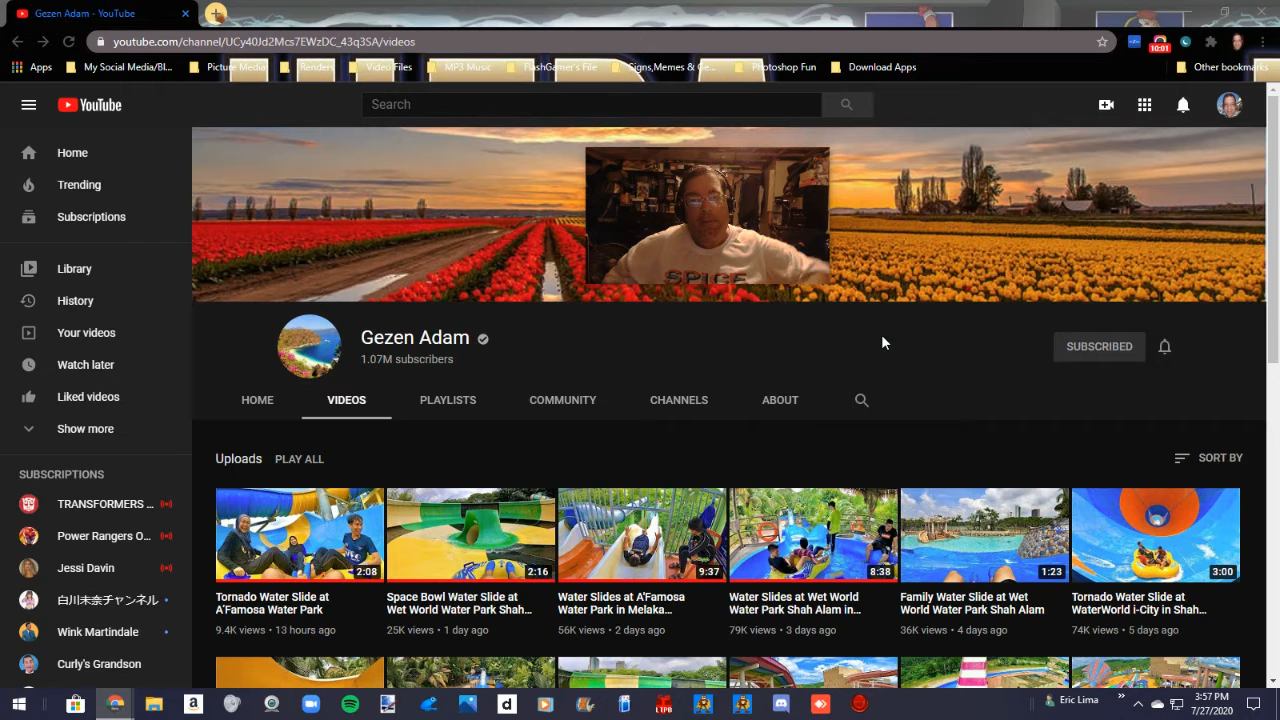 Gezen Adam - YouTube
youtube.com/channel/UCy40Jd2Mcs7EWzDC_43q3SA/videos
10:01
Apps My Social Media/Bl... Picture Media Renders Video Files MP3 Music FlashGamer's File Signs,Memes & Ge... Photoshop Fun Download Apps Other bookmarks
YouTube
Search
Home
Trending
Subscriptions
Library
History
Your videos
Watch later
Liked videos
Show more
SUBSCRIPTIONS
TRANSFORMERS ...
Power Rangers O...
Jessi Davin
白川未奈チャンネル
Wink Martindale
Curly's Grandson
SPICE
Gezen Adam
1.07M subscribers
SUBSCRIBED
HOME VIDEOS PLAYLISTS COMMUNITY CHANNELS ABOUT
Uploads PLAY ALL SORT BY
2:08 2:16 9:37 8:38 1:23 3:00
Tornado Water Slide at
A'Famosa Water Park
9.4K views • 13 hours ago
Space Bowl Water Slide at
Wet World Water Park Shah...
25K views • 1 day ago
Water Slides at A'Famosa
Water Park in Melaka...
56K views • 2 days ago
Water Slides at Wet World
Water Park Shah Alam in...
79K views • 3 days ago
Family Water Slide at Wet
World Water Park Shah Alam
36K views • 4 days ago
Tornado Water Slide at
WaterWorld i-City in Shah...
74K views • 5 days ago
LTPB
Eric Lima
3:57 PM
7/27/2020